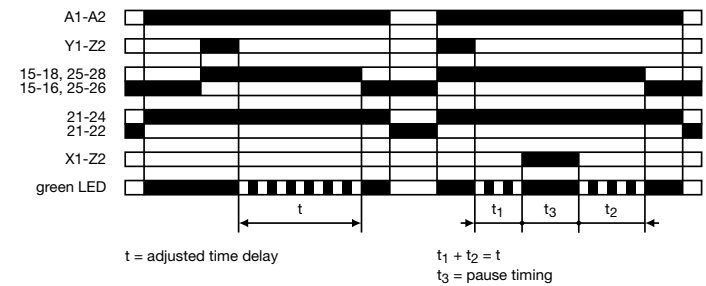 A1-A2
Y1-Z2
15-18, 25-28
15-16, 25-26
21-24
21-22
X1-Z2
green LED
t
t1
t3
t2
t = adjusted time delay
t1 + t2 = t
t3 = pause timing